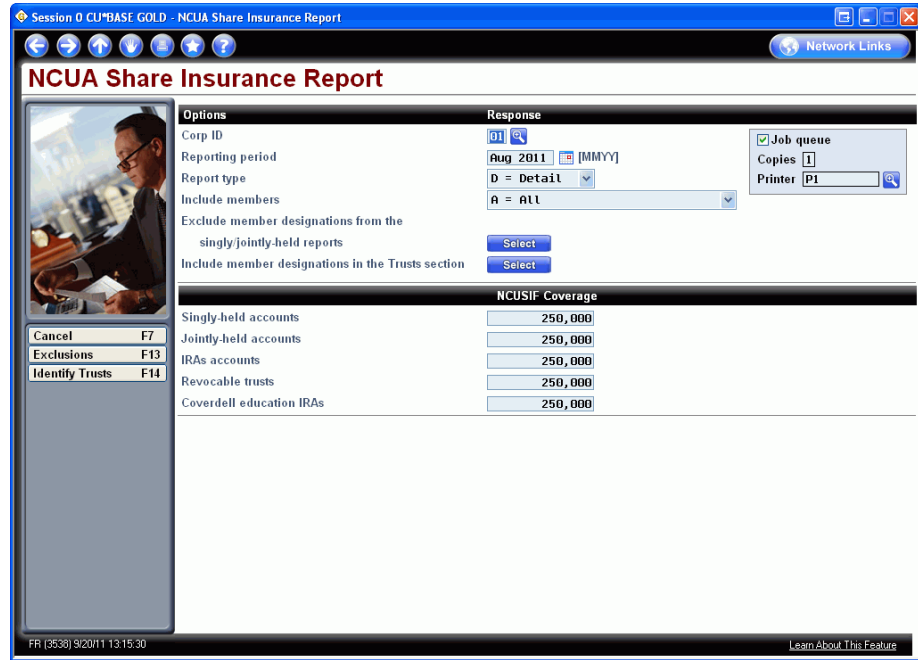 Session 0 CU*BASE GOLD - NCUA Share Insurance Report
Network Links
NCUA Share Insurance Report
Options Response
Corp ID 01
Reporting period Aug 2011 [MMYY]
Report type D = Detail
Include members A = All
Exclude member designations from the
singly/jointly-held reports Select
Include member designations in the Trusts section Select
Job queue
Copies 1
Printer P1
NCUSIF Coverage
Singly-held accounts 250,000
Jointly-held accounts 250,000
IRAs accounts 250,000
Revocable trusts 250,000
Coverdell education IRAs 250,000
Cancel F7
Exclusions F13
Identify Trusts F14
FR (3538) 9/20/11 13:15:30
Learn About This Feature